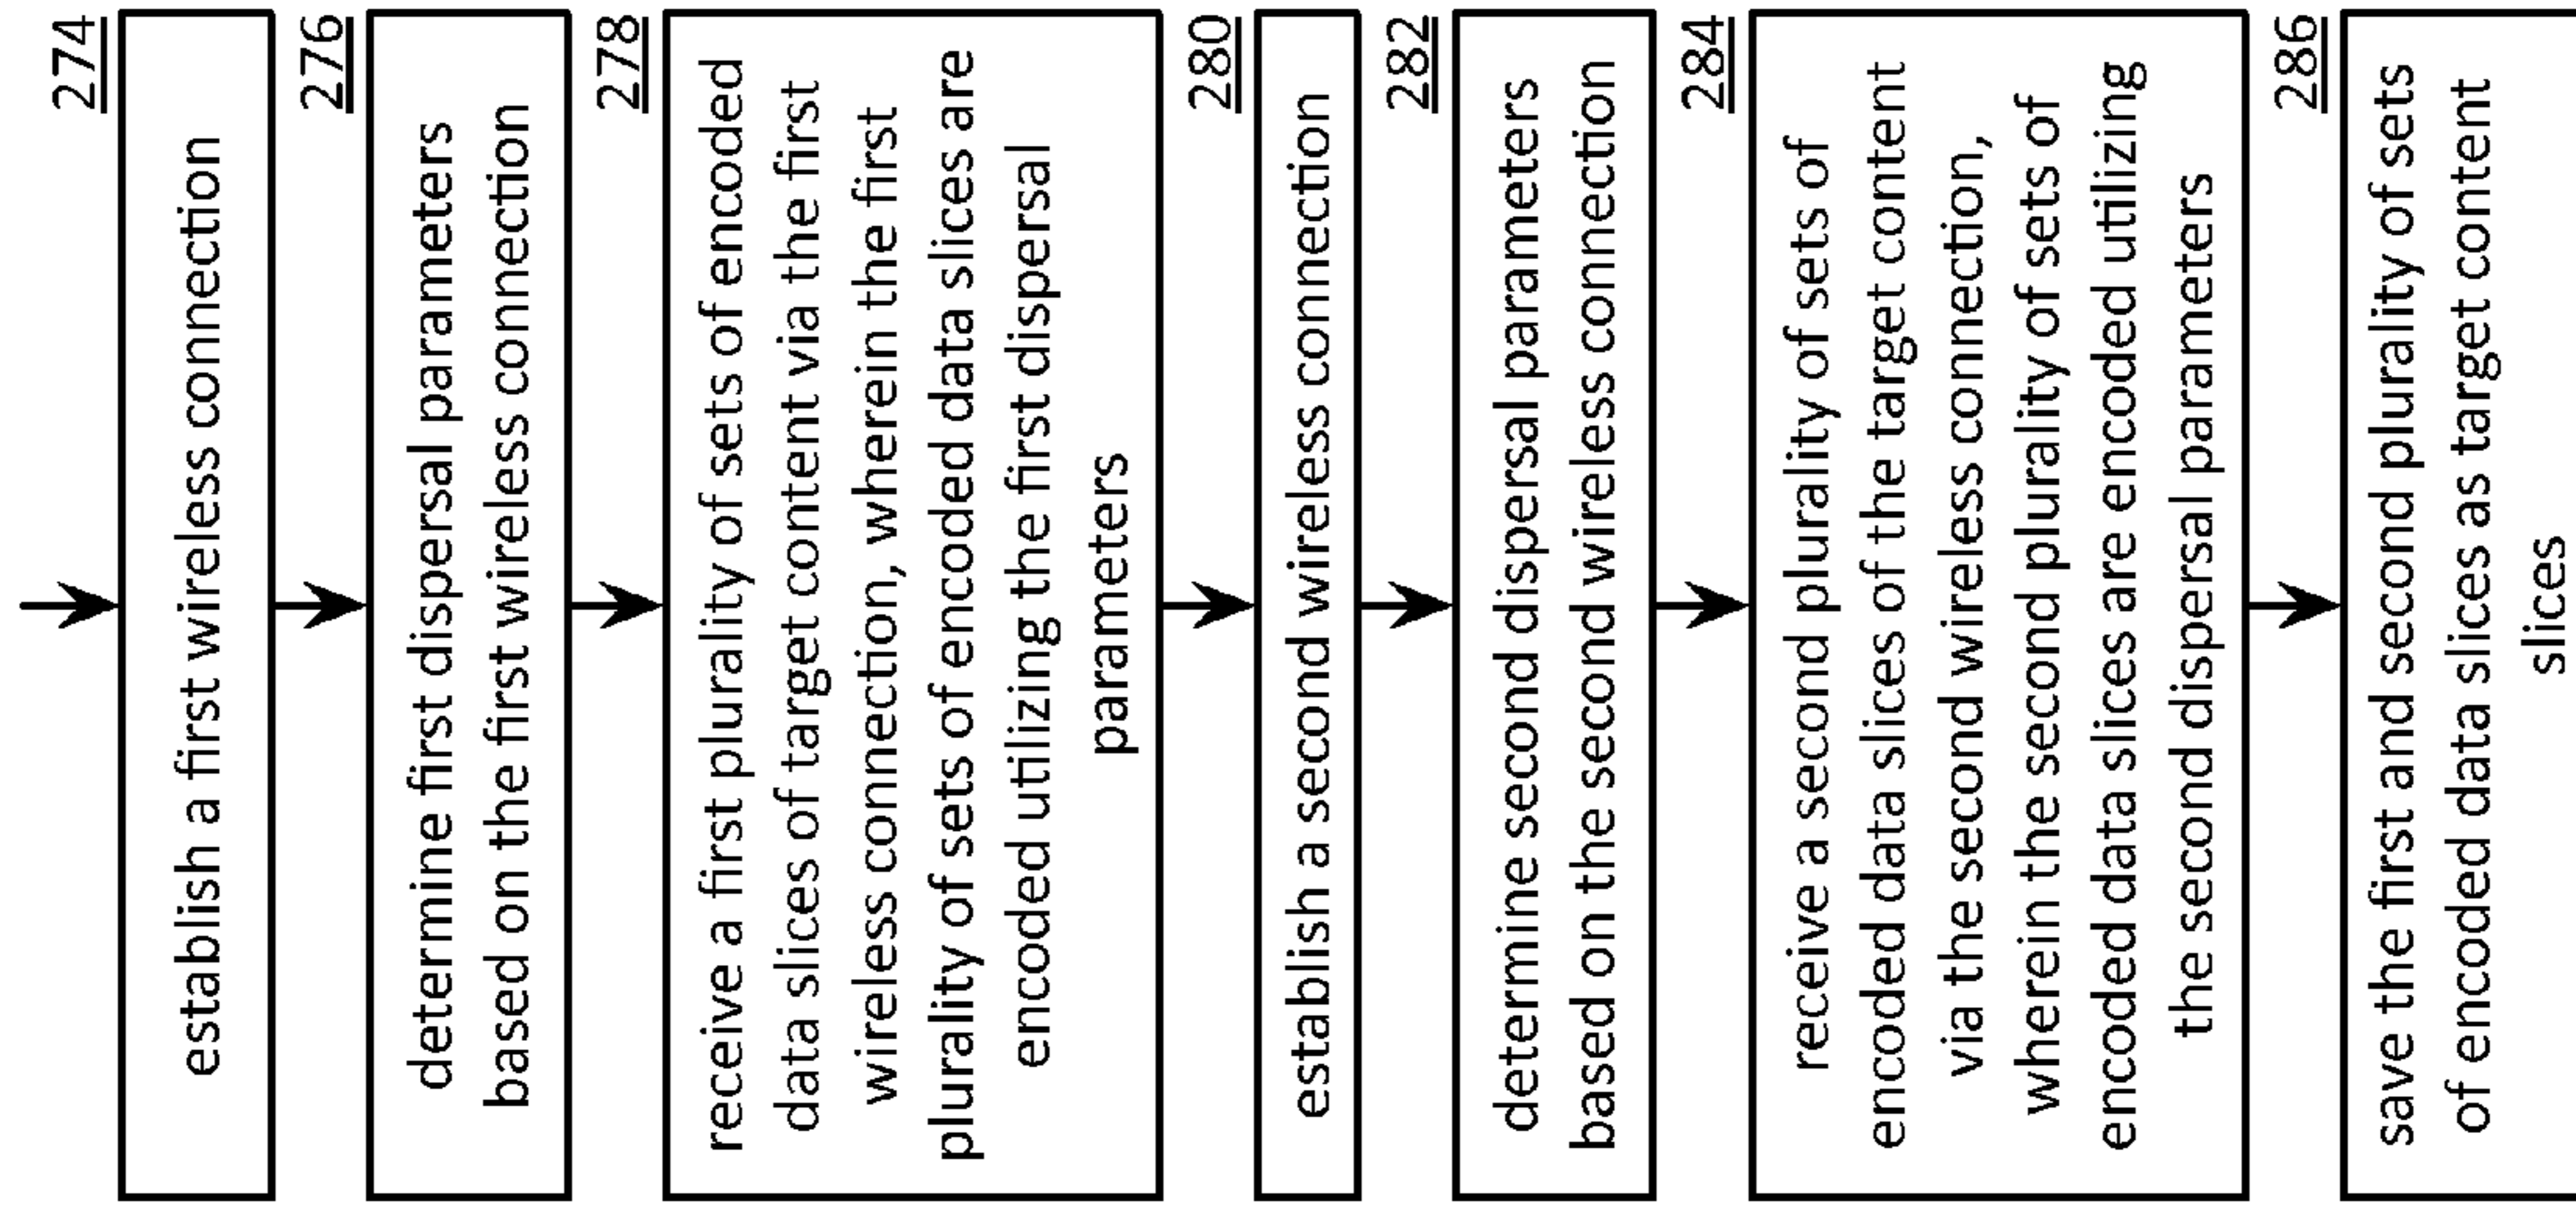 274
establish a first wireless connection
276
determine first dispersal parameters
based on the first wireless connection
278
receive a first plurality of sets of encoded
data slices of target content via the first
wireless connection, wherein the first
plurality of sets of encoded data slices are
encoded utilizing the first dispersal
parameters
280
establish a second wireless connection
282
determine second dispersal parameters
based on the second wireless connection
284
receive a second plurality of sets of
encoded data slices of the target content
via the second wireless connection,
wherein the second plurality of sets of
encoded data slices are encoded utilizing
the second dispersal parameters
286
save the first and second plurality of sets
of encoded data slices as target content
slices